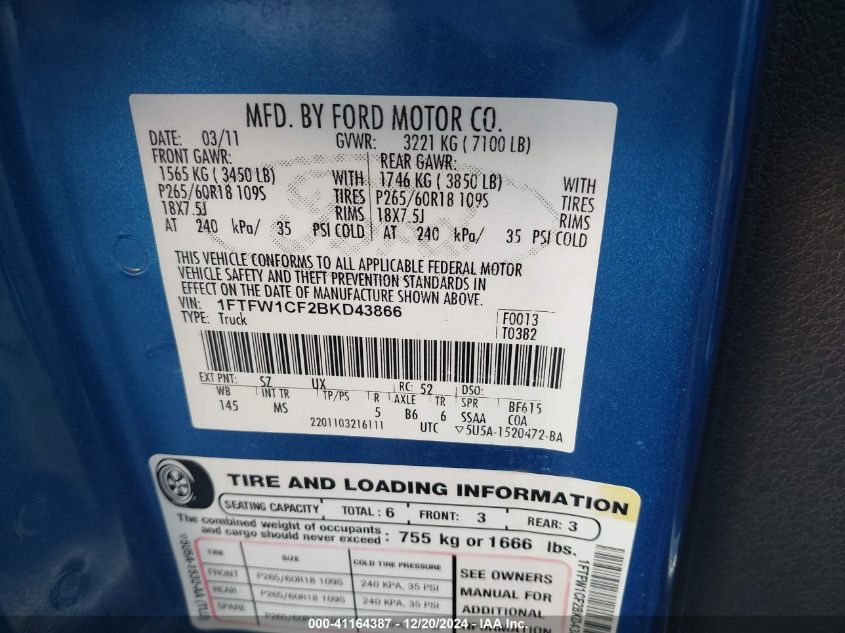 MFD. BY FORD MOTOR CO.
DATE: 03/11 GVWR: 3221 KG ( 7100 LB)
FRONT GAWR: REAR GAWR:
1565 KG ( 3450 LB) WITH 1746 KG ( 3850 LB) WITH
P265/60R18 109S TIRES P265/60R18 109S TIRES
18X7.5J RIMS 18X7.5J RIMS
AT 240 kPa/ 35 PSI COLD AT 240 kPa/ 35 PSI COLD
THIS VEHICLE CONFORMS TO ALL APPLICABLE FEDERAL MOTOR
VEHICLE SAFETY AND THEFT PREVENTION STANDARDS IN
EFFECT ON THE DATE OF MANUFACTURE SHOWN ABOVE.
VIN: 1FTFW1CF2BKD43866 F0013
TYPE: Truck T0382
EXT PNT: SZ UX RC: 52 DSO:
WB INT TR TP/PS R AXLE TR SPR BF615
145 MS 5 B6 6 SSAA COA
2201103216111 UTC ▽5U5A-1520472-BA
TIRE AND LOADING INFORMATION
SEATING CAPACITY TOTAL : 6 FRONT: 3 REAR: 3
The combined weight of occupants
and cargo should never exceed : 755 kg or 1666 lbs.
TIRE SIZE COLD TIRE PRESSURE
FRONT P265/60R18 109S 240 KPA, 35 PSI
REAR P265/60R18 109S 240 KPA, 35 PSI
SPARE 240 KPA, 35 PSI
SEE OWNERS
MANUAL FOR
ADDITIONAL
INFORMATION
000-41164387 - 12/20/2024 - IAA Inc.